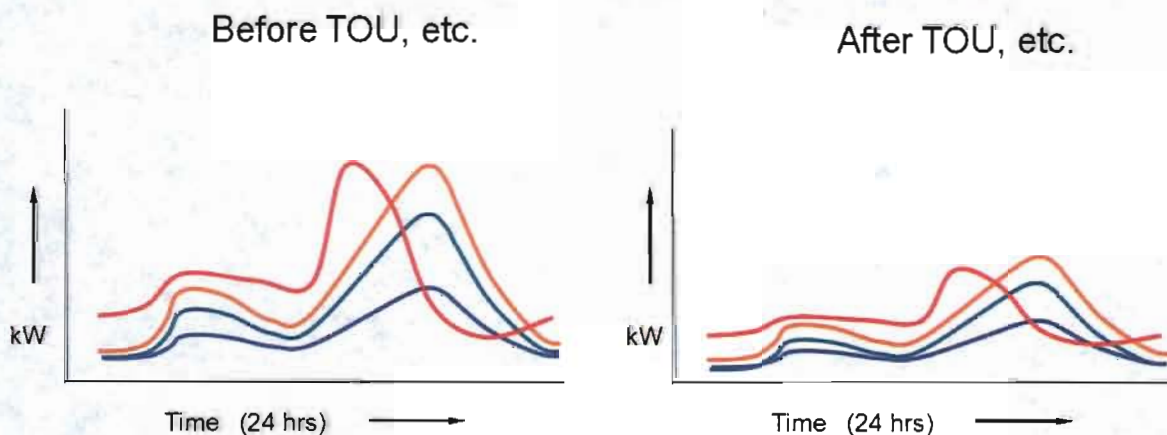 Before TOU, etc.
After TOU, etc.
kW
Time (24 hrs)
kW
Time (24 hrs)